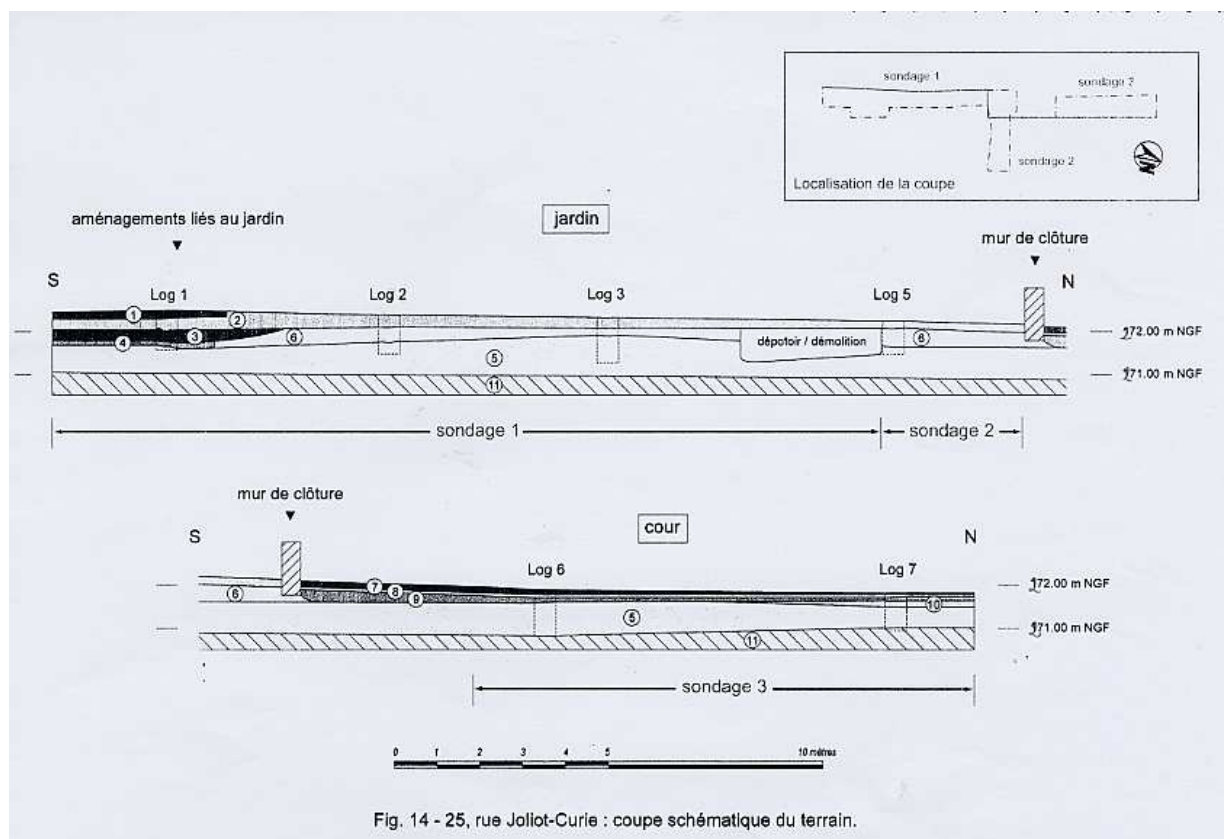 sondage 1
sondage 2
sondage 2
Localisation de la coupe
aménagements liés au jardin
jardin
mur de clôture
S
N
Log 1
Log 2
Log 3
Log 5
1
2
3
4
6
5
11
dépotoir / démolition
6
172.00 m NGF
171.00 m NGF
sondage 1
sondage 2
mur de clôture
cour
S
N
Log 6
Log 7
6
7
8
9
5
10
11
172.00 m NGF
171.00 m NGF
sondage 3
0 1 2 3 4 5 10 mètres
Fig. 14 - 25, rue Joliot-Curie : coupe schématique du terrain.